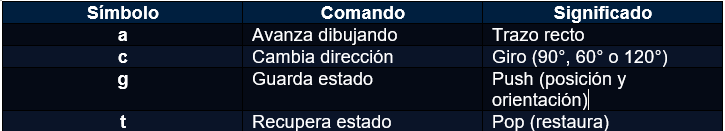 Símbolo Comando Significado
a Avanza dibujando Trazo recto
c Cambia dirección Giro (90°, 60° o 120°)
g Guarda estado Push (posición y
orientación)
t Recupera estado Pop (restaura)